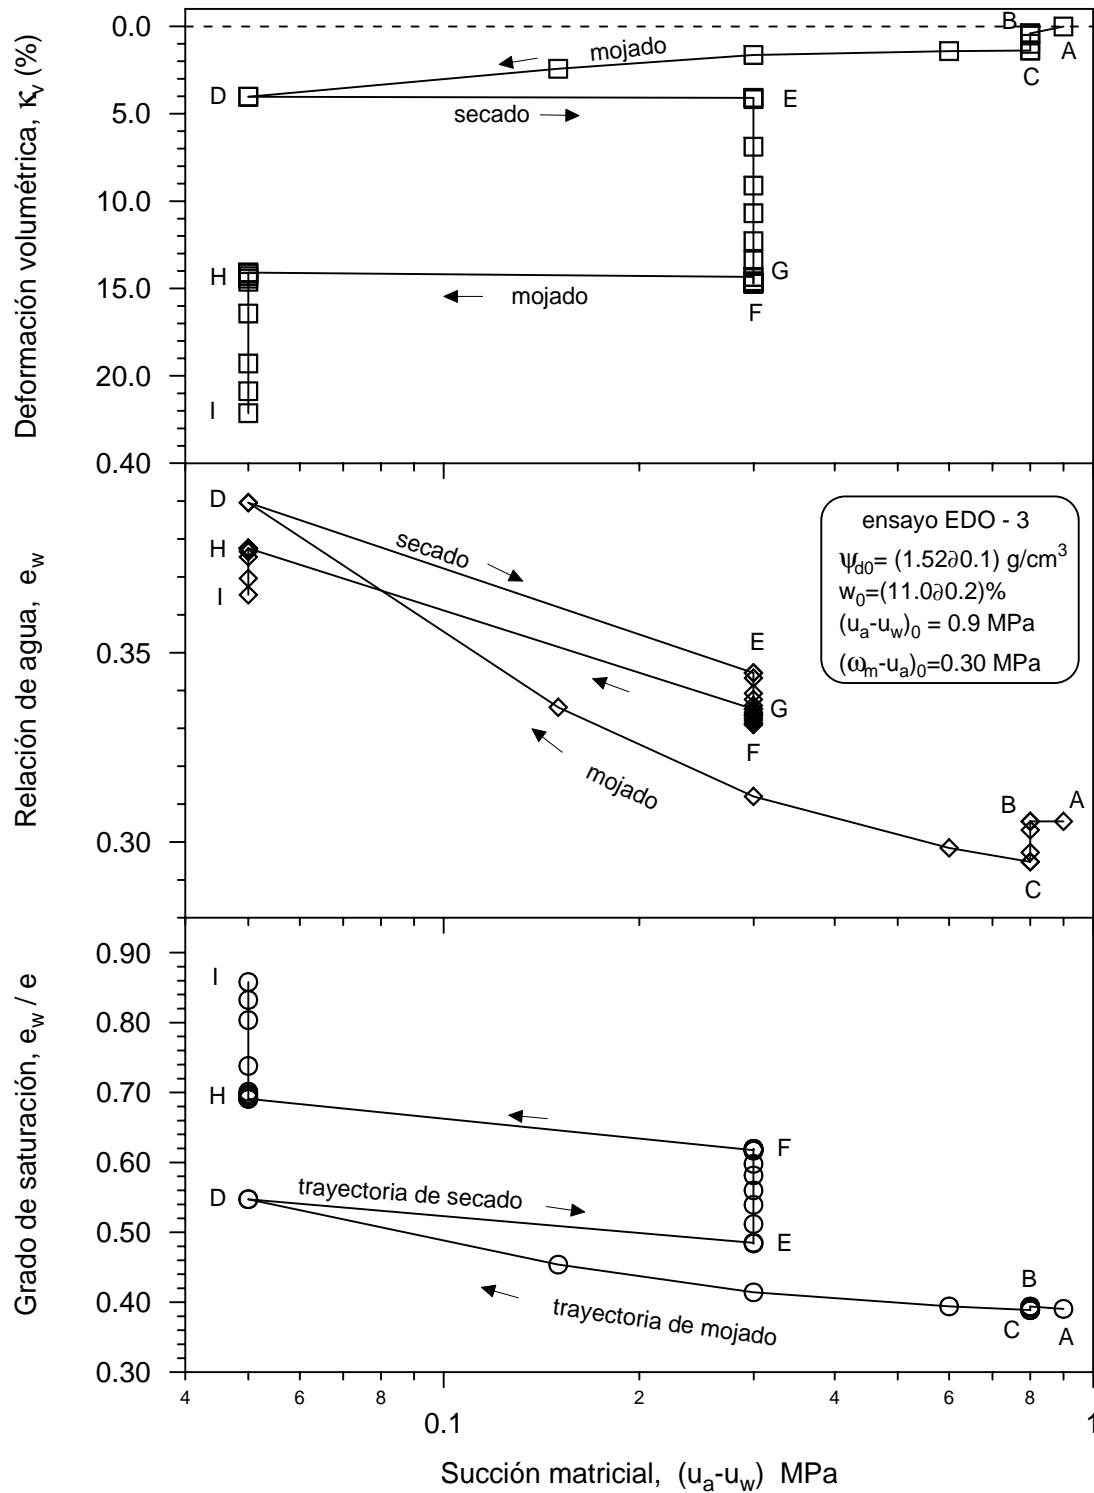 Deformación volumétrica, κv (%)
0.0
5.0
10.0
15.0
20.0
B
A
C
mojado
D
E
secado
H
G
mojado
F
I
Relación de agua, ew
0.40
0.35
0.30
D
secado
H
I
E
G
F
mojado
B
A
C
ensayo EDO - 3
ψd0= (1.52∂0.1) g/cm3
w0=(11.0∂0.2)%
(ua-uw)0 = 0.9 MPa
(ωm-ua)0=0.30 MPa
Grado de saturación, ew / e
0.90
0.80
0.70
0.60
0.50
0.40
0.30
I
H
F
D
trayectoria de secado
E
B
trayectoria de mojado
C
A
4 6 8 2 4 6 8
0.1 1
Succión matricial, (ua-uw) MPa